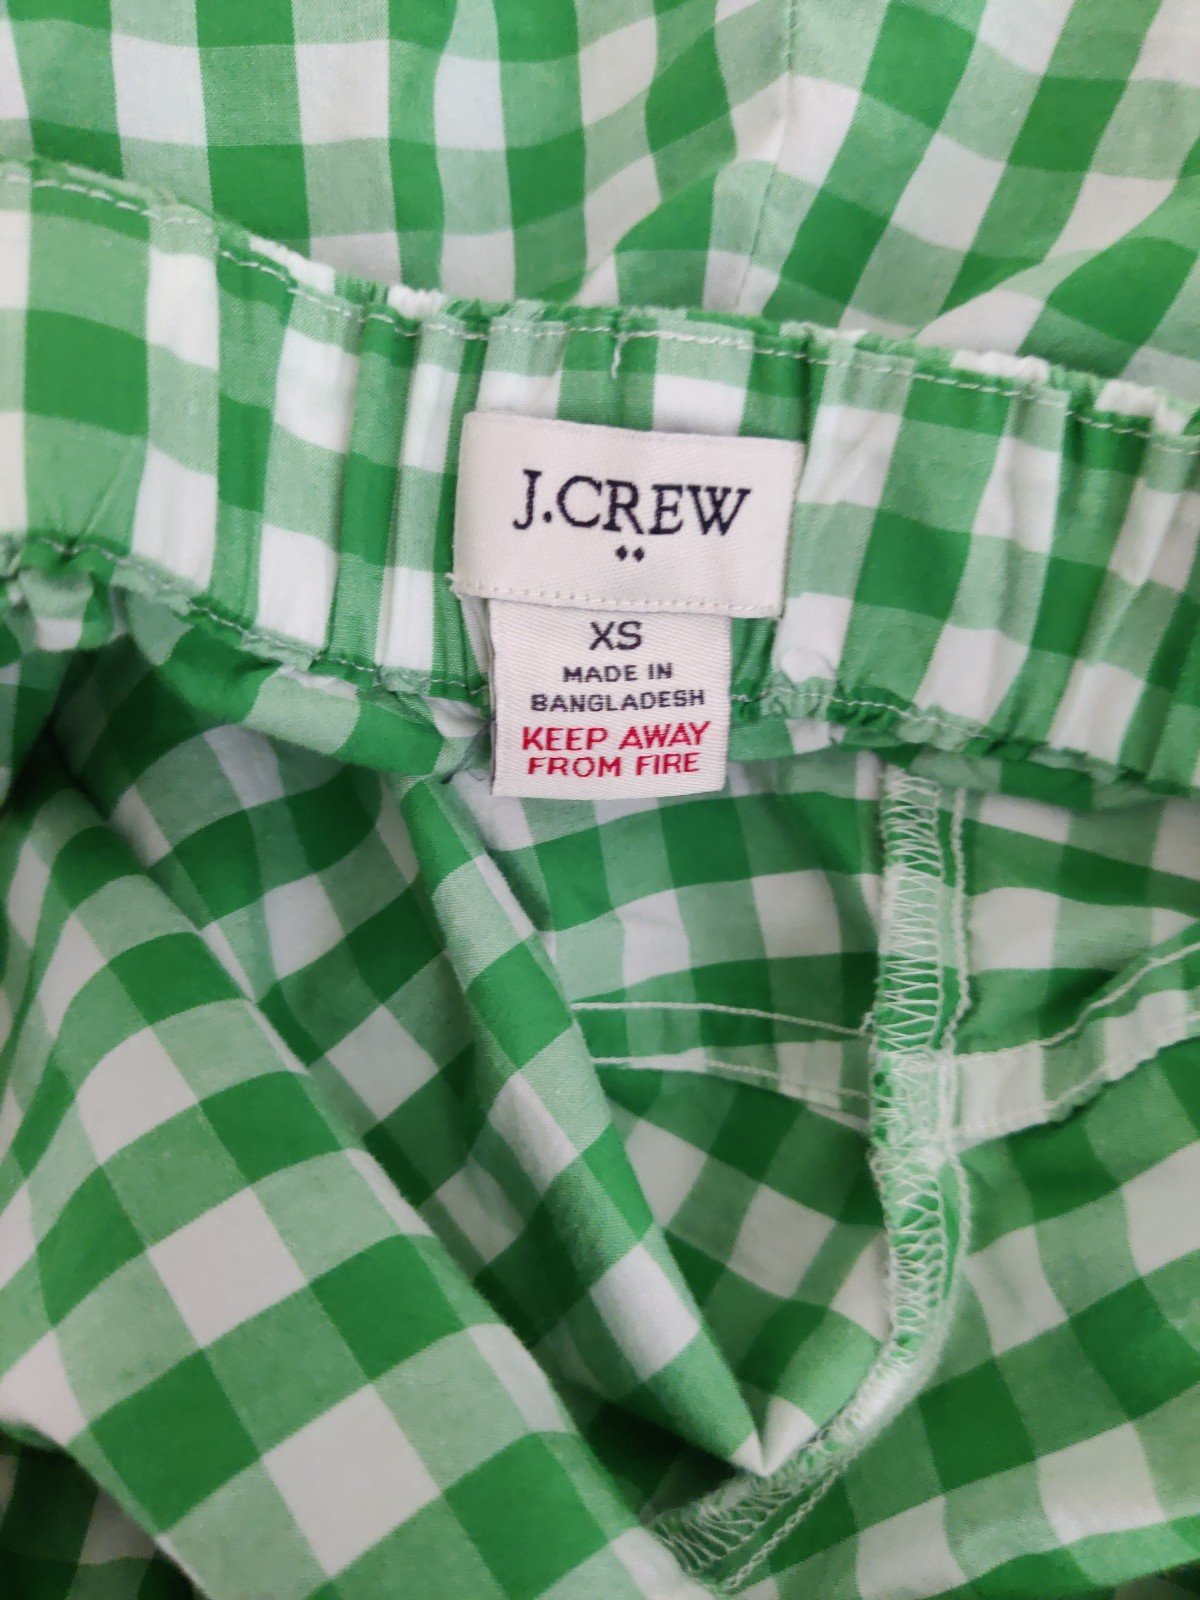 J.CREW
XS
MADE IN
BANGLADESH
KEEP AWAY
FROM FIRE